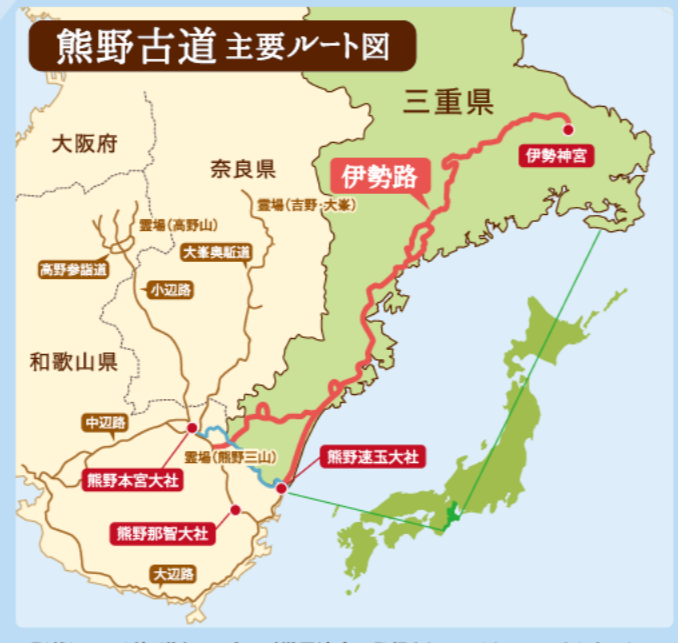 熊野古道 主要ルート図
三重県
大阪府
伊勢神宮
奈良県
伊勢路
霊場(吉野・大峯)
霊場(高野山)
大峯奥駈道
高野参詣道
小辺路
和歌山県
中辺路
霊場(熊野三山)
熊野速玉大社
熊野本宮大社
熊野那智大社
大辺路